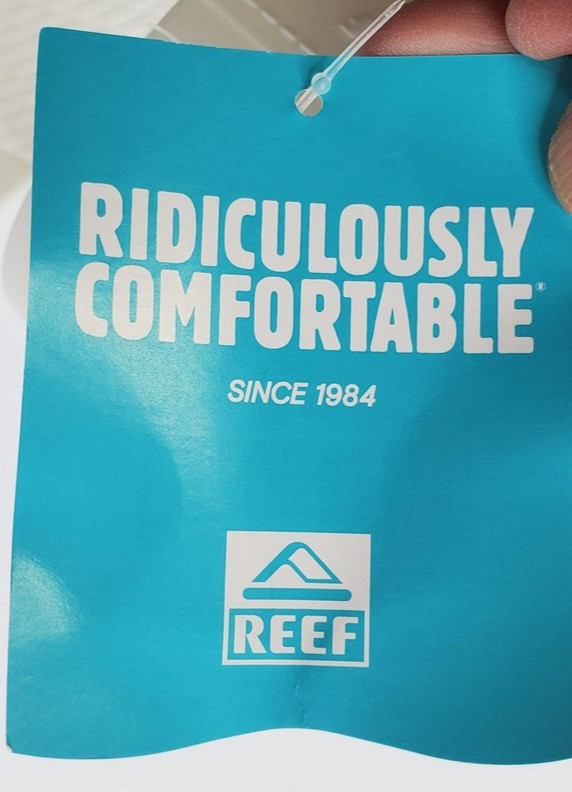 RIDICULOUSLY
COMFORTABLE®
SINCE 1984
REEF